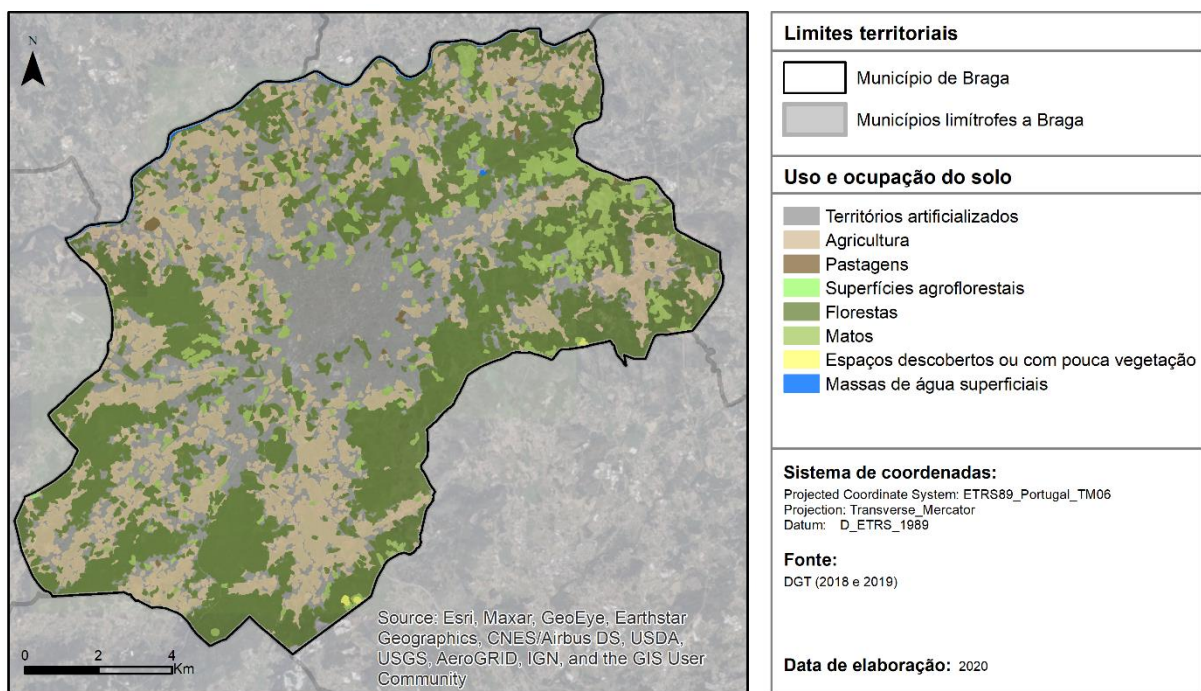 N
0 2 4
Km
Source: Esri, Maxar, GeoEye, Earthstar
Geographics, CNES/Airbus DS, USDA,
USGS, AeroGRID, IGN, and the GIS User
Community
Limites territoriais
Município de Braga
Municípios limítrofes a Braga
Uso e ocupação do solo
Territórios artificializados
Agricultura
Pastagens
Superfícies agroflorestais
Florestas
Matos
Espaços descobertos ou com pouca vegetação
Massas de água superficiais
Sistema de coordenadas:
Projected Coordinate System: ETRS89_Portugal_TM06
Projection: Transverse_Mercator
Datum: D_ETRS_1989
Fonte:
DGT (2018 e 2019)
Data de elaboração: 2020